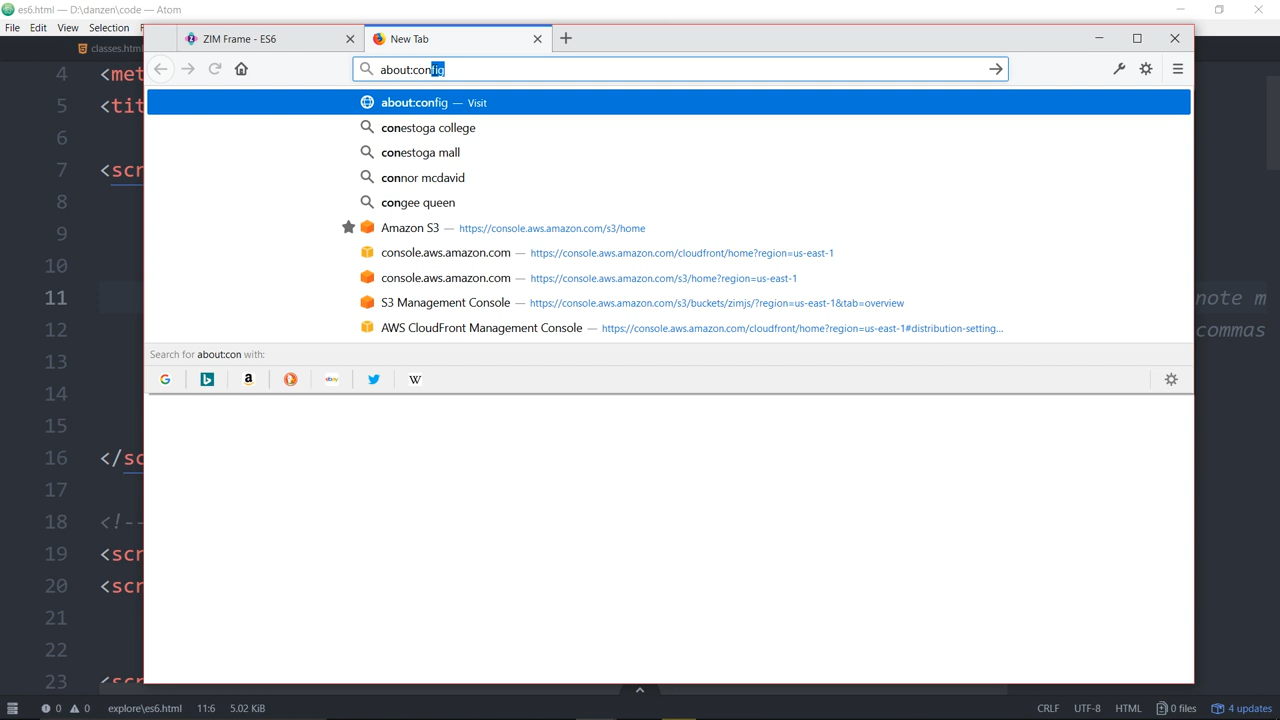 es6.html — D:\danzen\code — Atom
File Edit View Selection
classes.html
ZIM Frame - ES6
New Tab
about:config
about:config — Visit
conestoga college
conestoga mall
connor mcdavid
congee queen
Amazon S3 — https://console.aws.amazon.com/s3/home
console.aws.amazon.com — https://console.aws.amazon.com/cloudfront/home?region=us-east-1
console.aws.amazon.com — https://console.aws.amazon.com/s3/home?region=us-east-1
S3 Management Console — https://console.aws.amazon.com/s3/buckets/zimjs/?region=us-east-1&tab=overview
AWS CloudFront Management Console — https://console.aws.amazon.com/cloudfront/home?region=us-east-1#distribution-setting...
Search for about:con with:
G b a ebay W
4 <met
5 <tit
6
7 <scr
8
9
10
11 note m
12 commas
13
14
15
16 </sc
17
18 <!--
19 <scr
20 <scr
21
22
23 <scr
0 0 explore\es6.html 11:6 5.02 KiB CRLF UTF-8 HTML 0 files 4 updates